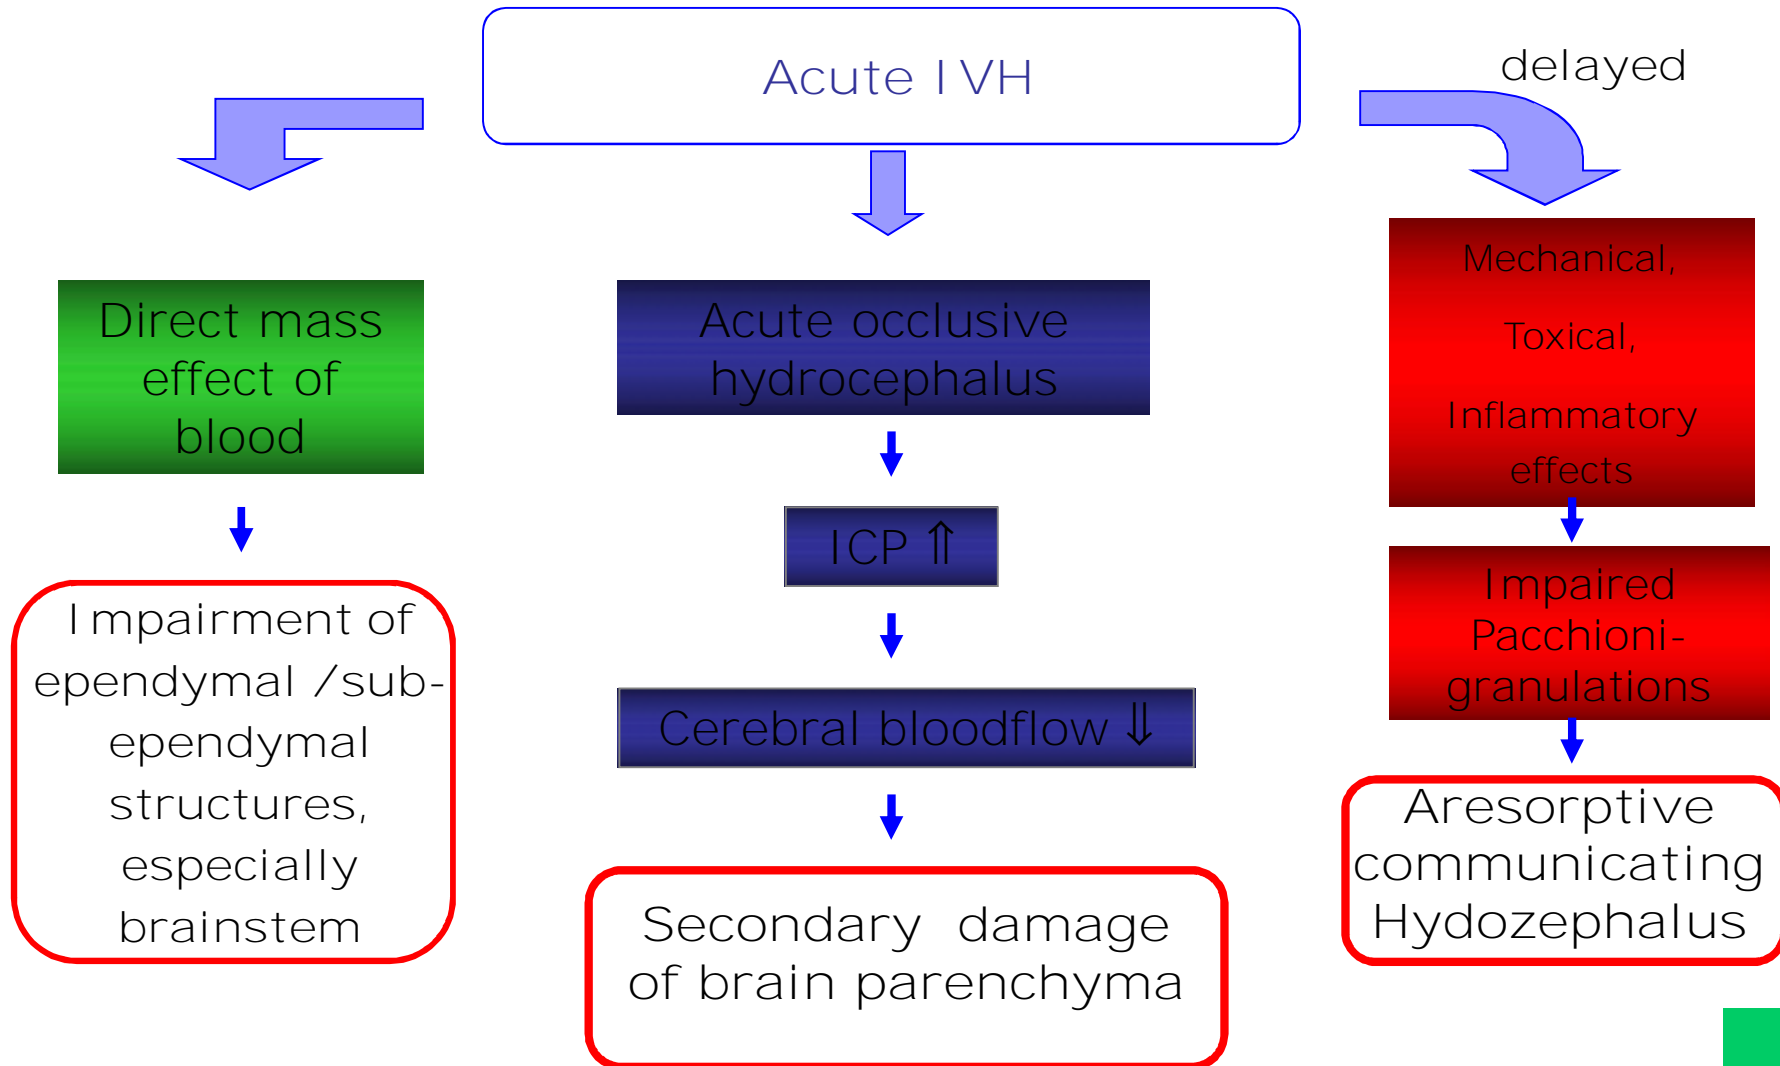 Acute IVH
delayed
Direct mass
effect of
blood
Impairment of
ependymal /sub-
ependymal
structures,
especially
brainstem
Acute occlusive
hydrocephalus
ICP ⇑
Cerebral bloodflow ⇓
Secondary damage
of brain parenchyma
Mechanical,
Toxical,
Inflammatory
effects
Impaired
Pacchioni-
granulations
Aresorptive
communicating
Hydozephalus